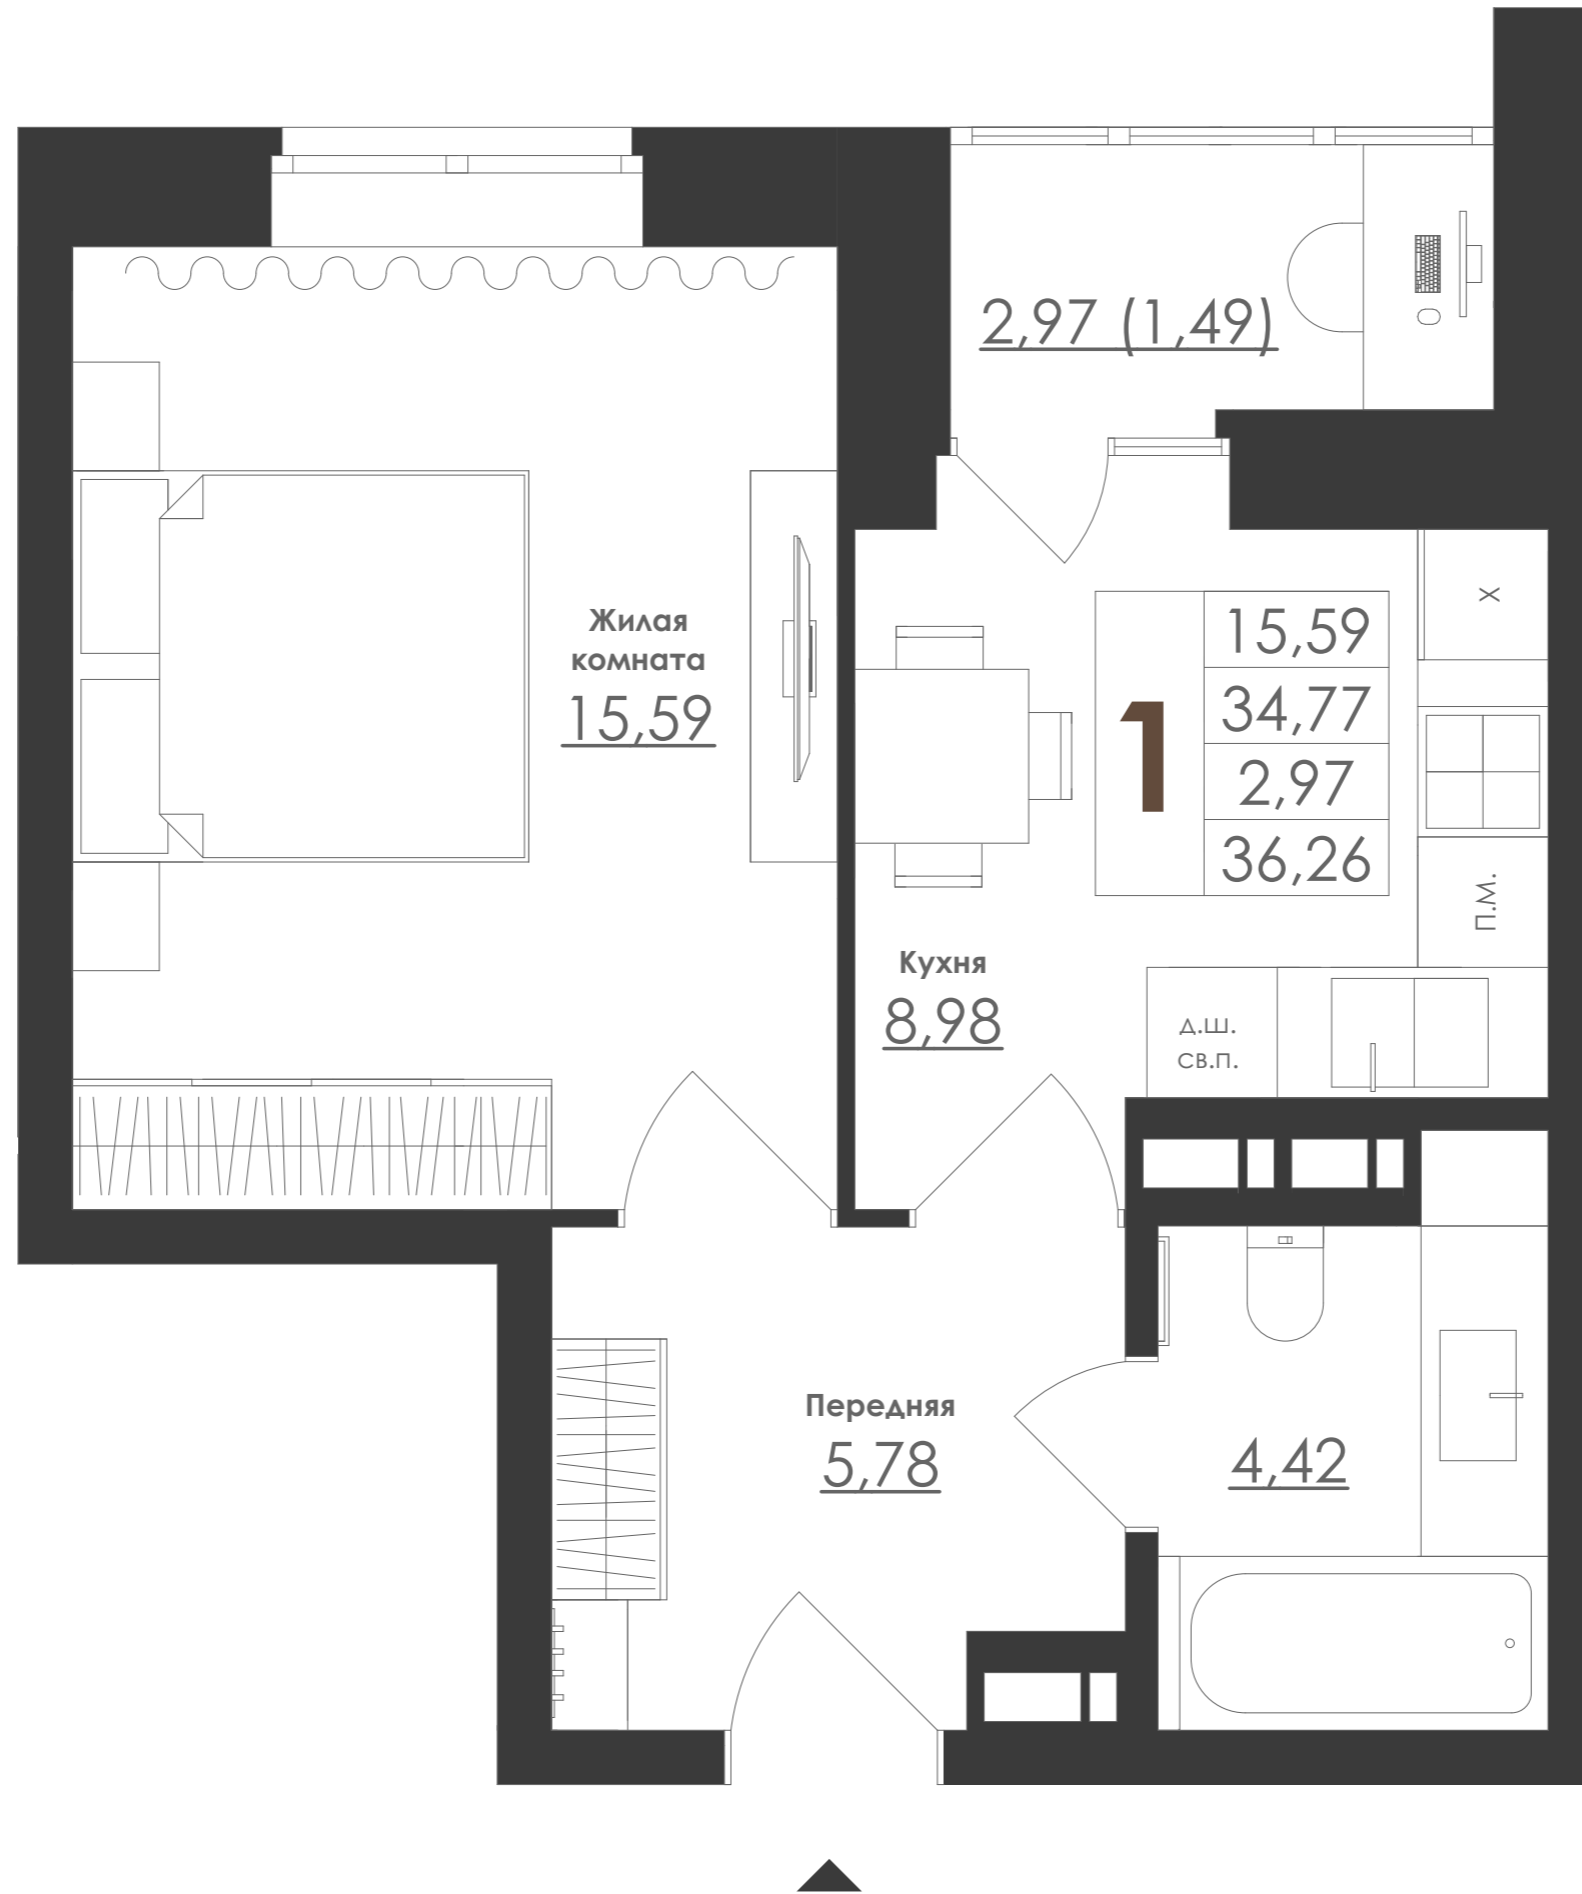 2,97 (1,49)
Жилая
комната
15,59
1
15,59
34,77
2,97
36,26
Х
П.М.
Кухня
8,98
Д.Ш.
СВ.П.
Передняя
5,78
4,42